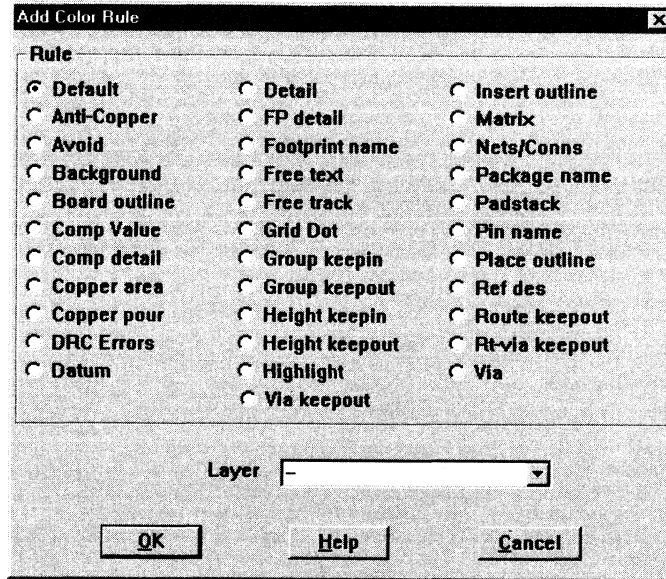 Add Color Rule
Rule
Default
Anti-Copper
Avoid
Background
Board outline
Comp Value
Comp detail
Copper area
Copper pour
DRC Errors
Datum
Detail
FP detail
Footprint name
Free text
Free track
Grid Dot
Group keepin
Group keepout
Height keepin
Height keepout
Highlight
Via keepout
Insert outline
Matrix
Nets/Conns
Package name
Padstack
Pin name
Place outline
Ref des
Route keepout
Rt-via keepout
Via
Layer –
OK Help Cancel